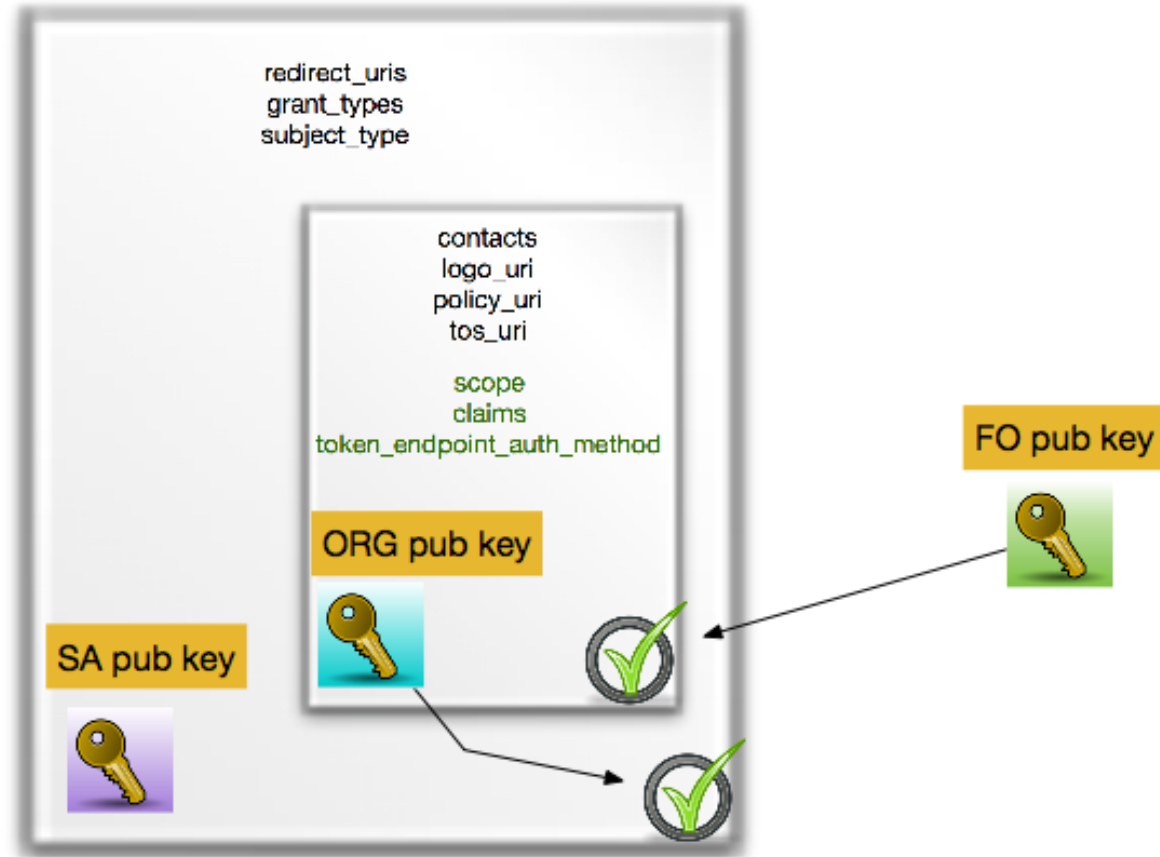 redirect_uris
grant_types
subject_type
contacts
logo_uri
policy_uri
tos_uri
scope
claims
token_endpoint_auth_method
FO pub key
ORG pub key
SA pub key